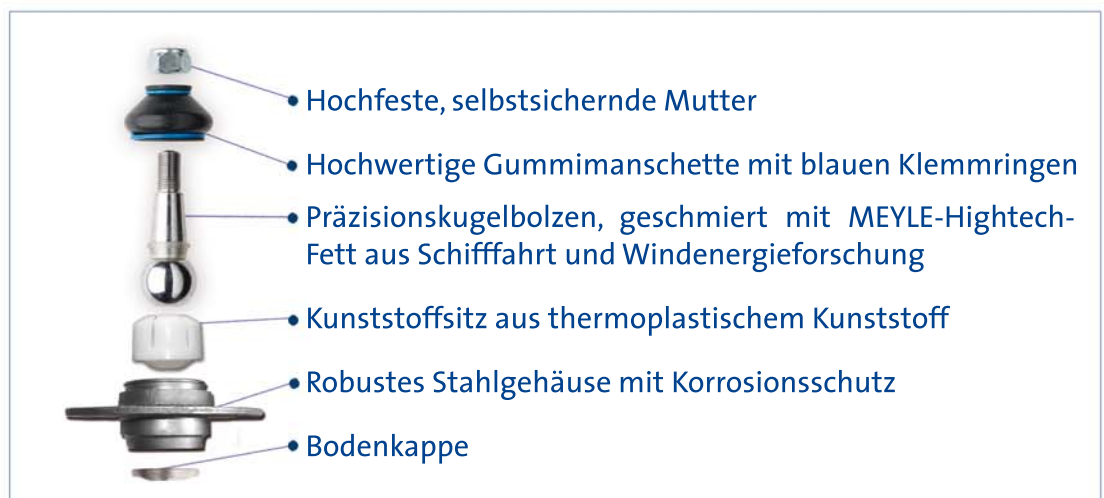 Hochfeste, selbstsichernde Mutter
Hochwertige Gummimanschette mit blauen Klemmringen
Präzisionskugelbolzen, geschmiert mit MEYLE-Hightech-
Fett aus Schifffahrt und Windenergieforschung
Kunststoffsitz aus thermoplastischem Kunststoff
Robustes Stahlgehäuse mit Korrosionsschutz
Bodenkappe